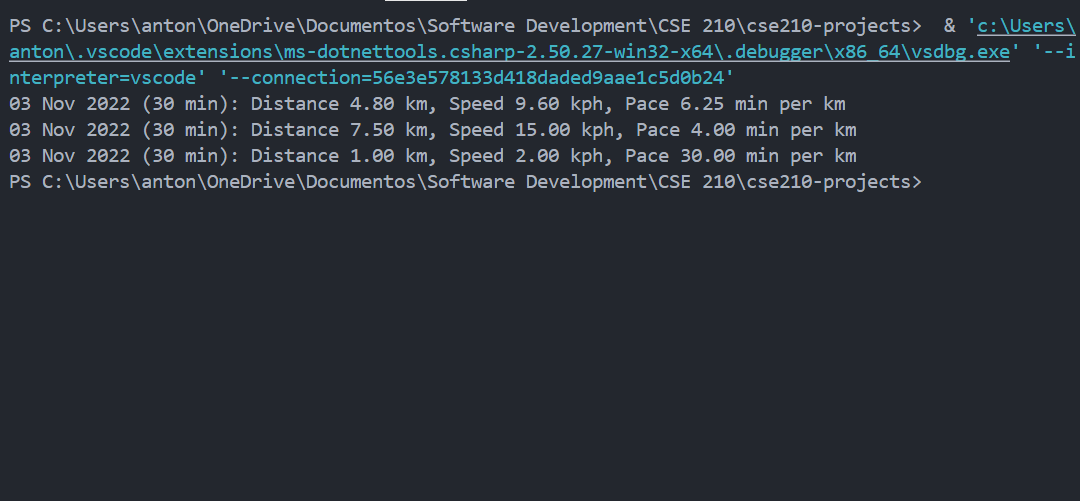 PS C:\Users\anton\OneDrive\Documentos\Software Development\CSE 210\cse210-projects>  & 'c:\Users\
anton\.vscode\extensions\ms-dotnettools.csharp-2.50.27-win32-x64\.debugger\x86_64\vsdbg.exe' '--i
nterpreter=vscode' '--connection=56e3e578133d418daded9aae1c5d0b24'
03 Nov 2022 (30 min): Distance 4.80 km, Speed 9.60 kph, Pace 6.25 min per km
03 Nov 2022 (30 min): Distance 7.50 km, Speed 15.00 kph, Pace 4.00 min per km
03 Nov 2022 (30 min): Distance 1.00 km, Speed 2.00 kph, Pace 30.00 min per km
PS C:\Users\anton\OneDrive\Documentos\Software Development\CSE 210\cse210-projects>